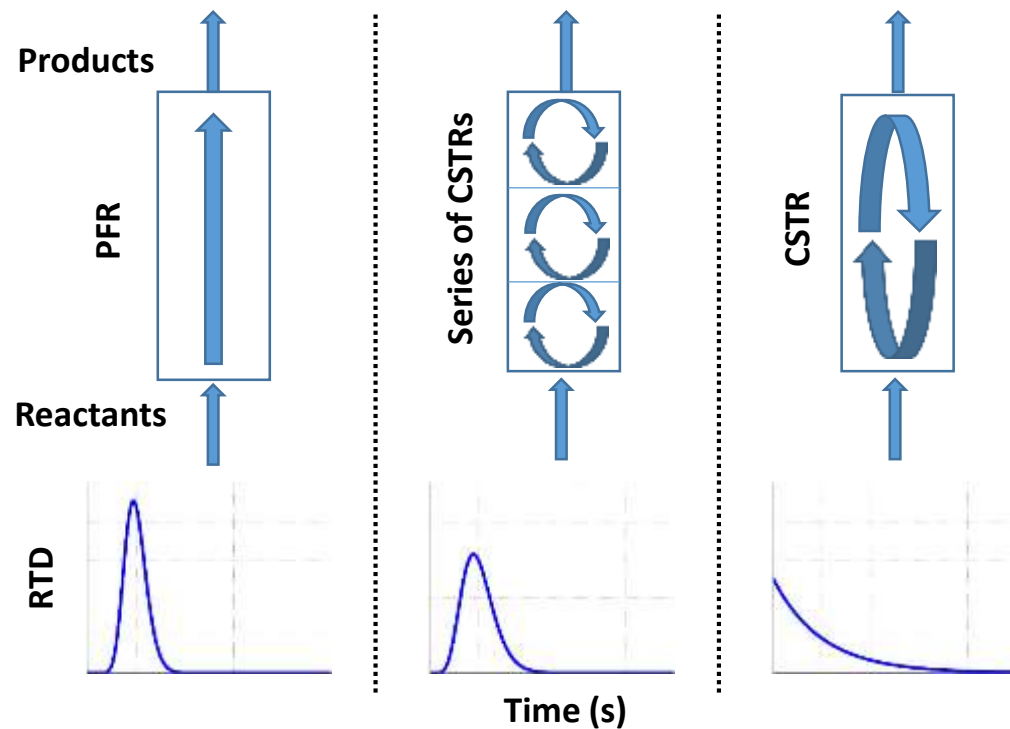 Products
PFR
Series of CSTRs
CSTR
Reactants
RTD
Time (s)